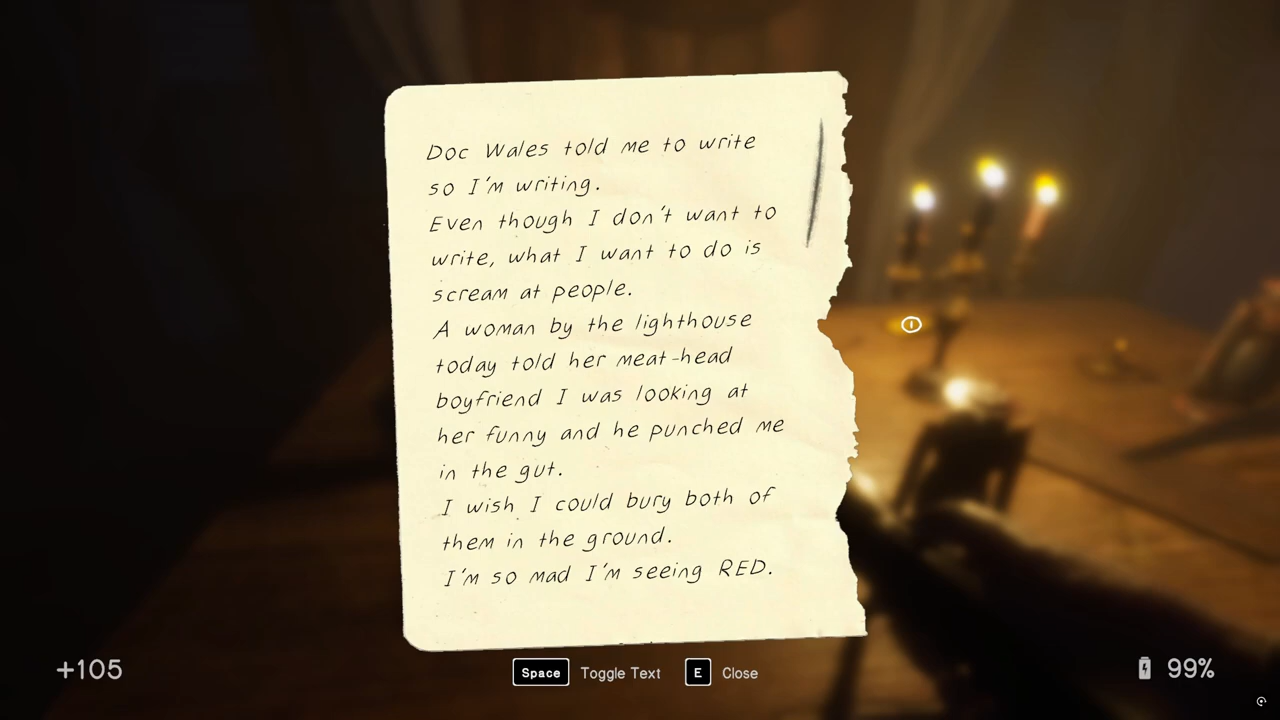 Doc Wales told me to write
so I'm writing.
Even though I don't want to
write, what I want to do is
scream at people.
A woman by the lighthouse
today told her meat-head
boyfriend I was looking at
her funny and he punched me
in the gut.
I wish I could bury both of
them in the ground.
I'm so mad I'm seeing RED.
+105
Space Toggle Text E Close
99%